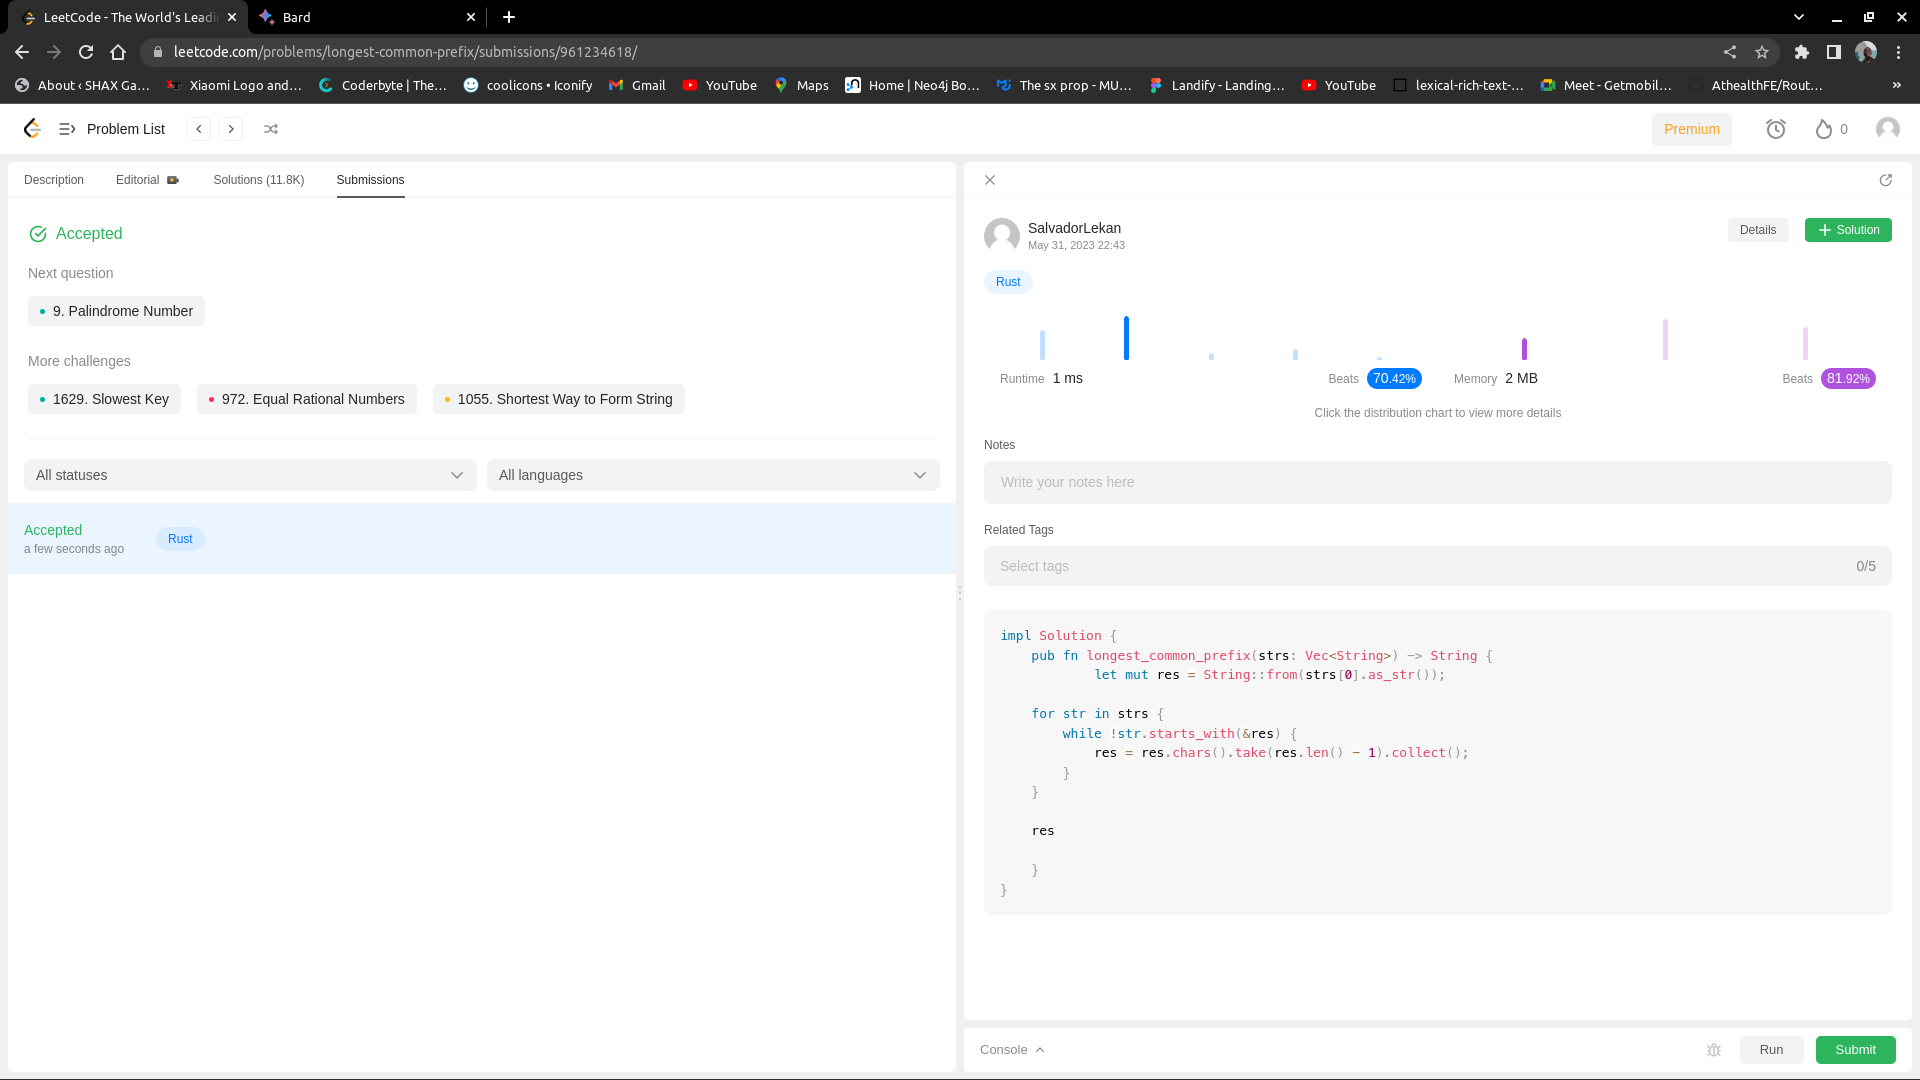 LeetCode - The World's Leadi
Bard
leetcode.com/problems/longest-common-prefix/submissions/961234618/
About ‹ SHAX Ga…
Xiaomi Logo and…
Coderbyte | The…
coolicons • Iconify
Gmail
YouTube
Maps
Home | Neo4j Bo…
The sx prop - MU…
Landify - Landing…
YouTube
lexical-rich-text-…
Meet - Getmobil…
AthealthFE/Rout…
»
Problem List
Premium
0
Description
Editorial
Solutions (11.8K)
Submissions
Accepted
Next question
9. Palindrome Number
More challenges
1629. Slowest Key
972. Equal Rational Numbers
1055. Shortest Way to Form String
All statuses
All languages
Accepted
a few seconds ago
Rust
SalvadorLekan
May 31, 2023 22:43
Details
+ Solution
Rust
Runtime 1 ms
Beats 70.42%
Memory 2 MB
Beats 81.92%
Click the distribution chart to view more details
Notes
Write your notes here
Related Tags
Select tags
0/5
impl Solution {
    pub fn longest_common_prefix(strs: Vec<String>) -> String {
            let mut res = String::from(strs[0].as_str());
    for str in strs {
        while !str.starts_with(&res) {
            res = res.chars().take(res.len() - 1).collect();
        }
    }
    res
    }
}
Console
Run
Submit